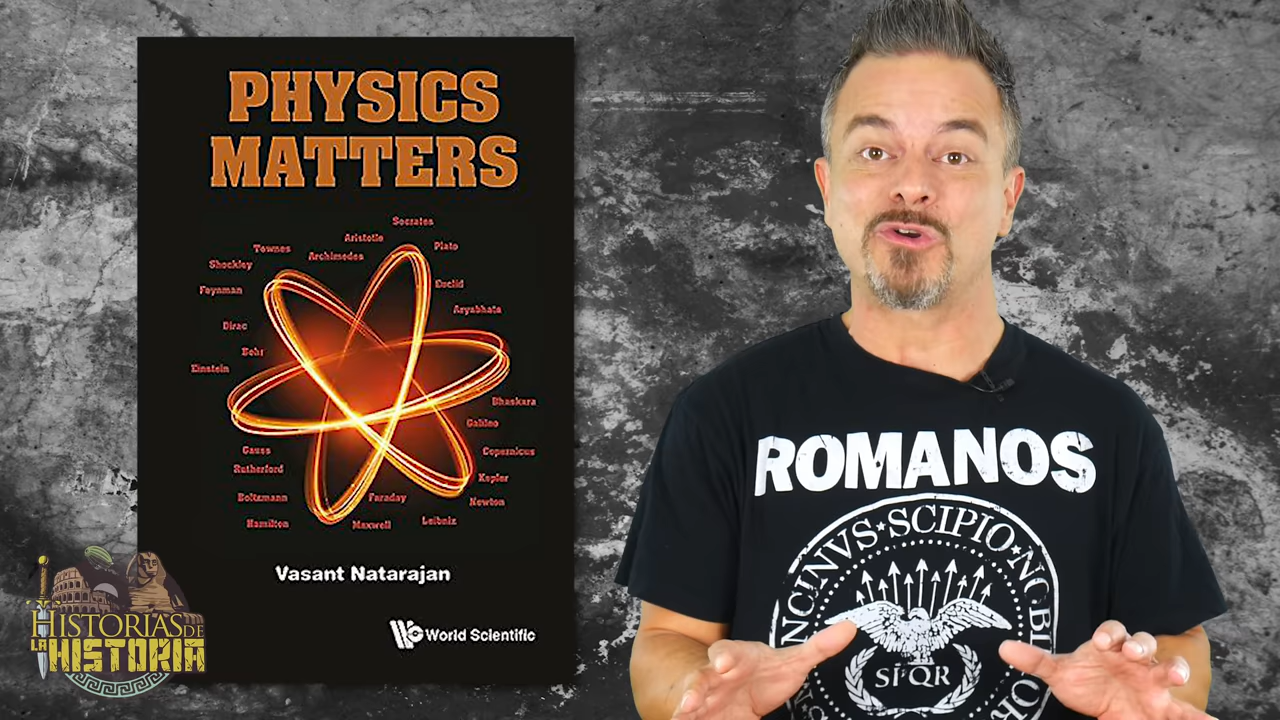 PHYSICS
MATTERS
Socrates
Aristotle
Plato
Townes
Archimedes
Shockley
Euclid
Feynman
Aryabhata
Dirac
Bohr
Einstein
Bhaskara
Galileo
Gauss
Copernicus
Rutherford
Kepler
Boltzmann
Faraday
Newton
Hamilton
Maxwell
Leibniz
Vasant Natarajan
World Scientific
HISTORIAS DE
LA HISTORIA
ROMANOS
SCIPIO
SPQR